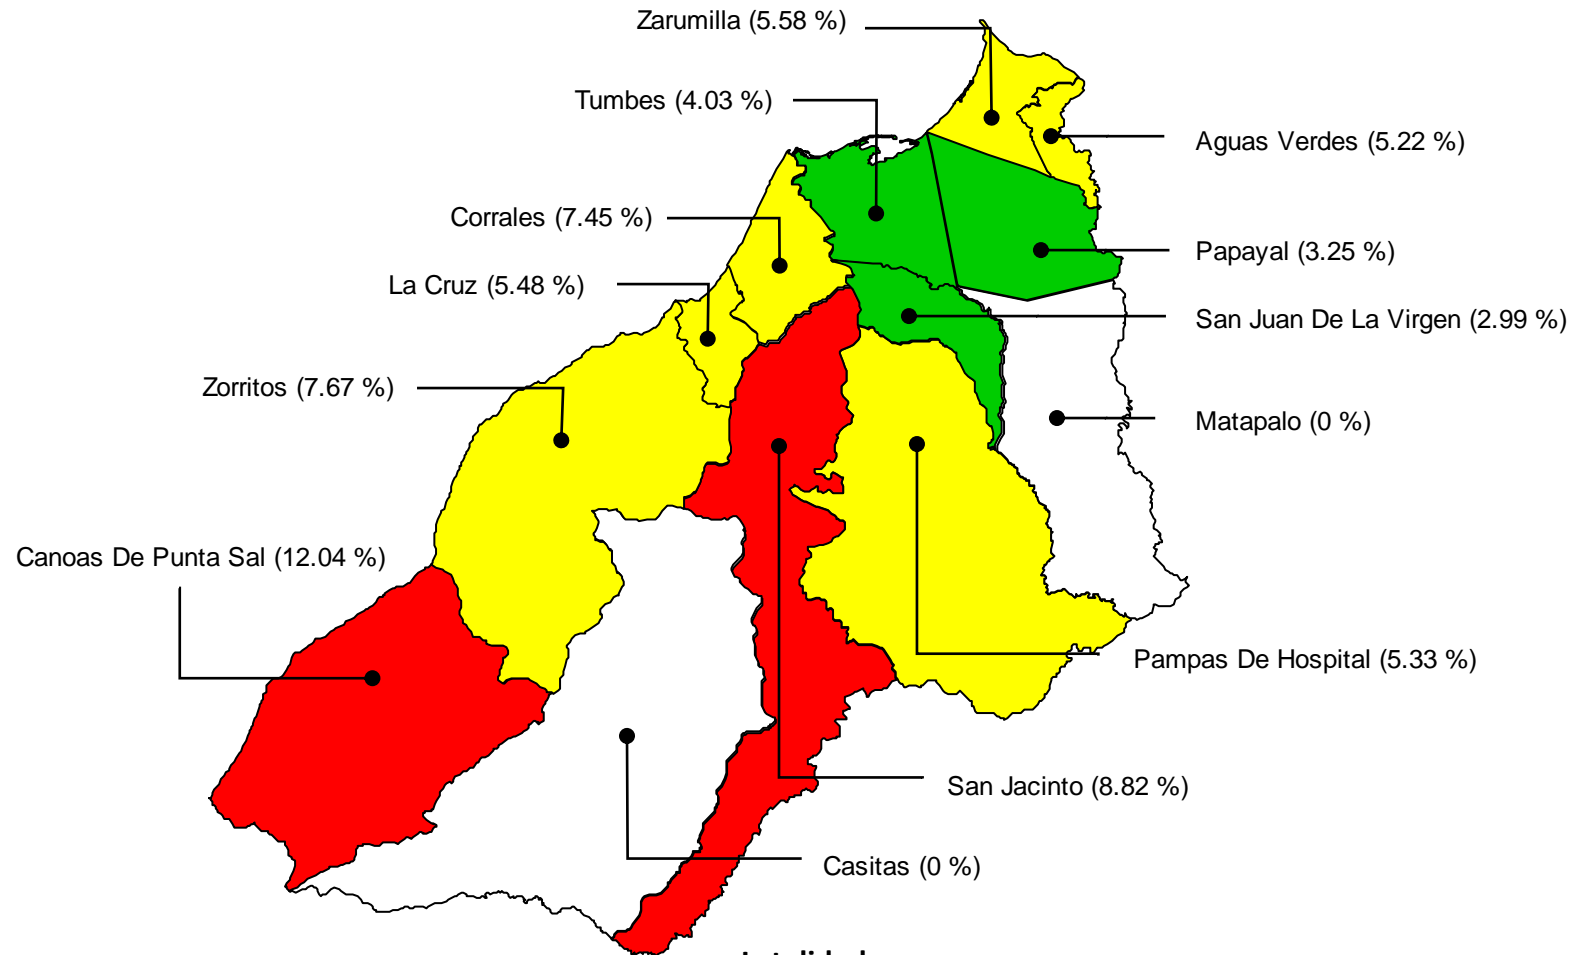 Zarumilla (5.58 %)
Tumbes (4.03 %)
Aguas Verdes (5.22 %)
Corrales (7.45 %)
Papayal (3.25 %)
La Cruz (5.48 %)
San Juan De La Virgen (2.99 %)
Zorritos (7.67 %)
Matapalo (0 %)
Canoas De Punta Sal (12.04 %)
Pampas De Hospital (5.33 %)
San Jacinto (8.82 %)
Casitas (0 %)